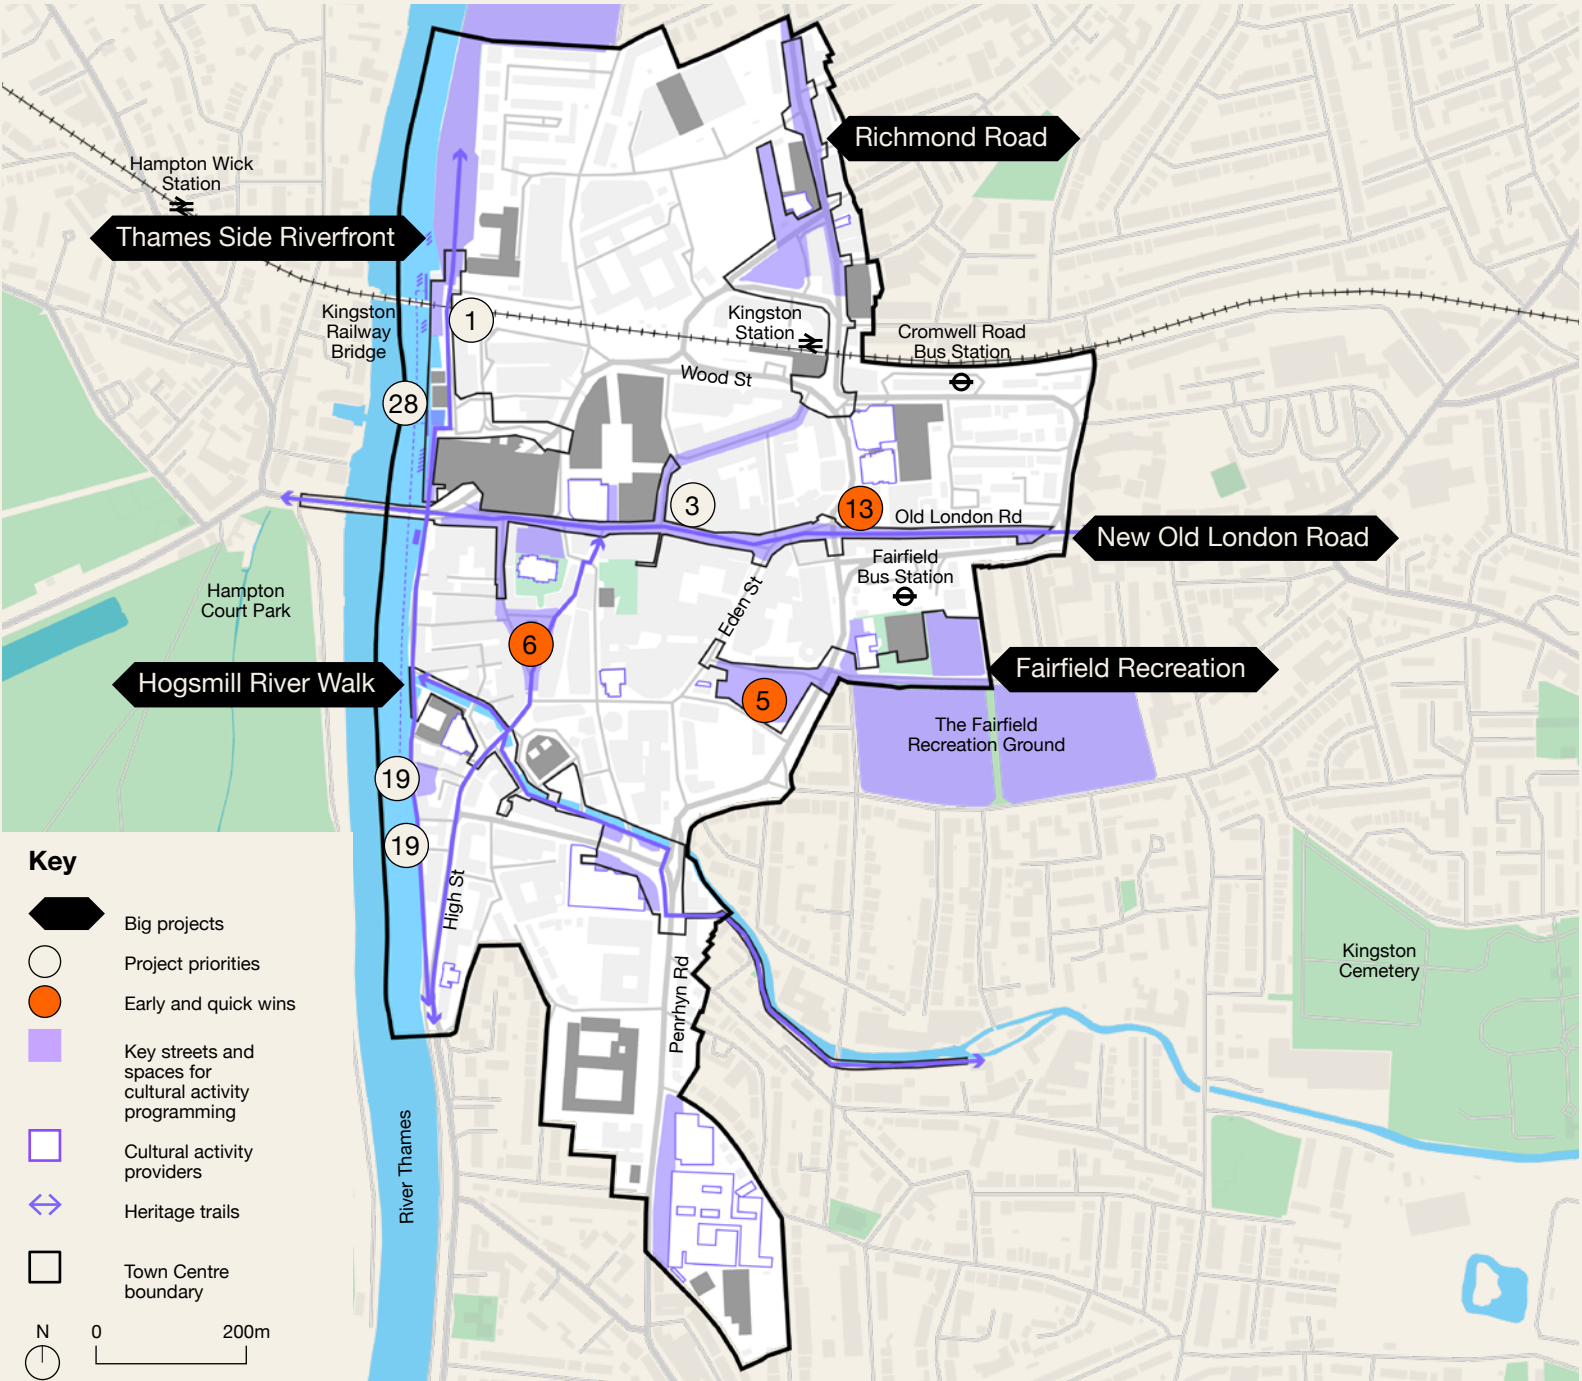 Richmond Road
Hampton Wick
Station
Thames Side Riverfront
Kingston
Railway
Bridge
1
Kingston
Station
Cromwell Road
Bus Station
Wood St
28
3
13
Old London Rd
New Old London Road
Fairfield
Bus Station
Hampton
Court Park
Eden St
6
Fairfield Recreation
Hogsmill River Walk
5
The Fairfield
Recreation Ground
19
19
High St
Penrhyn Rd
Kingston
Cemetery
River Thames
Key
Big projects
Project priorities
Early and quick wins
Key streets and
spaces for
cultural activity
programming
Cultural activity
providers
Heritage trails
Town Centre
boundary
N
0
200m